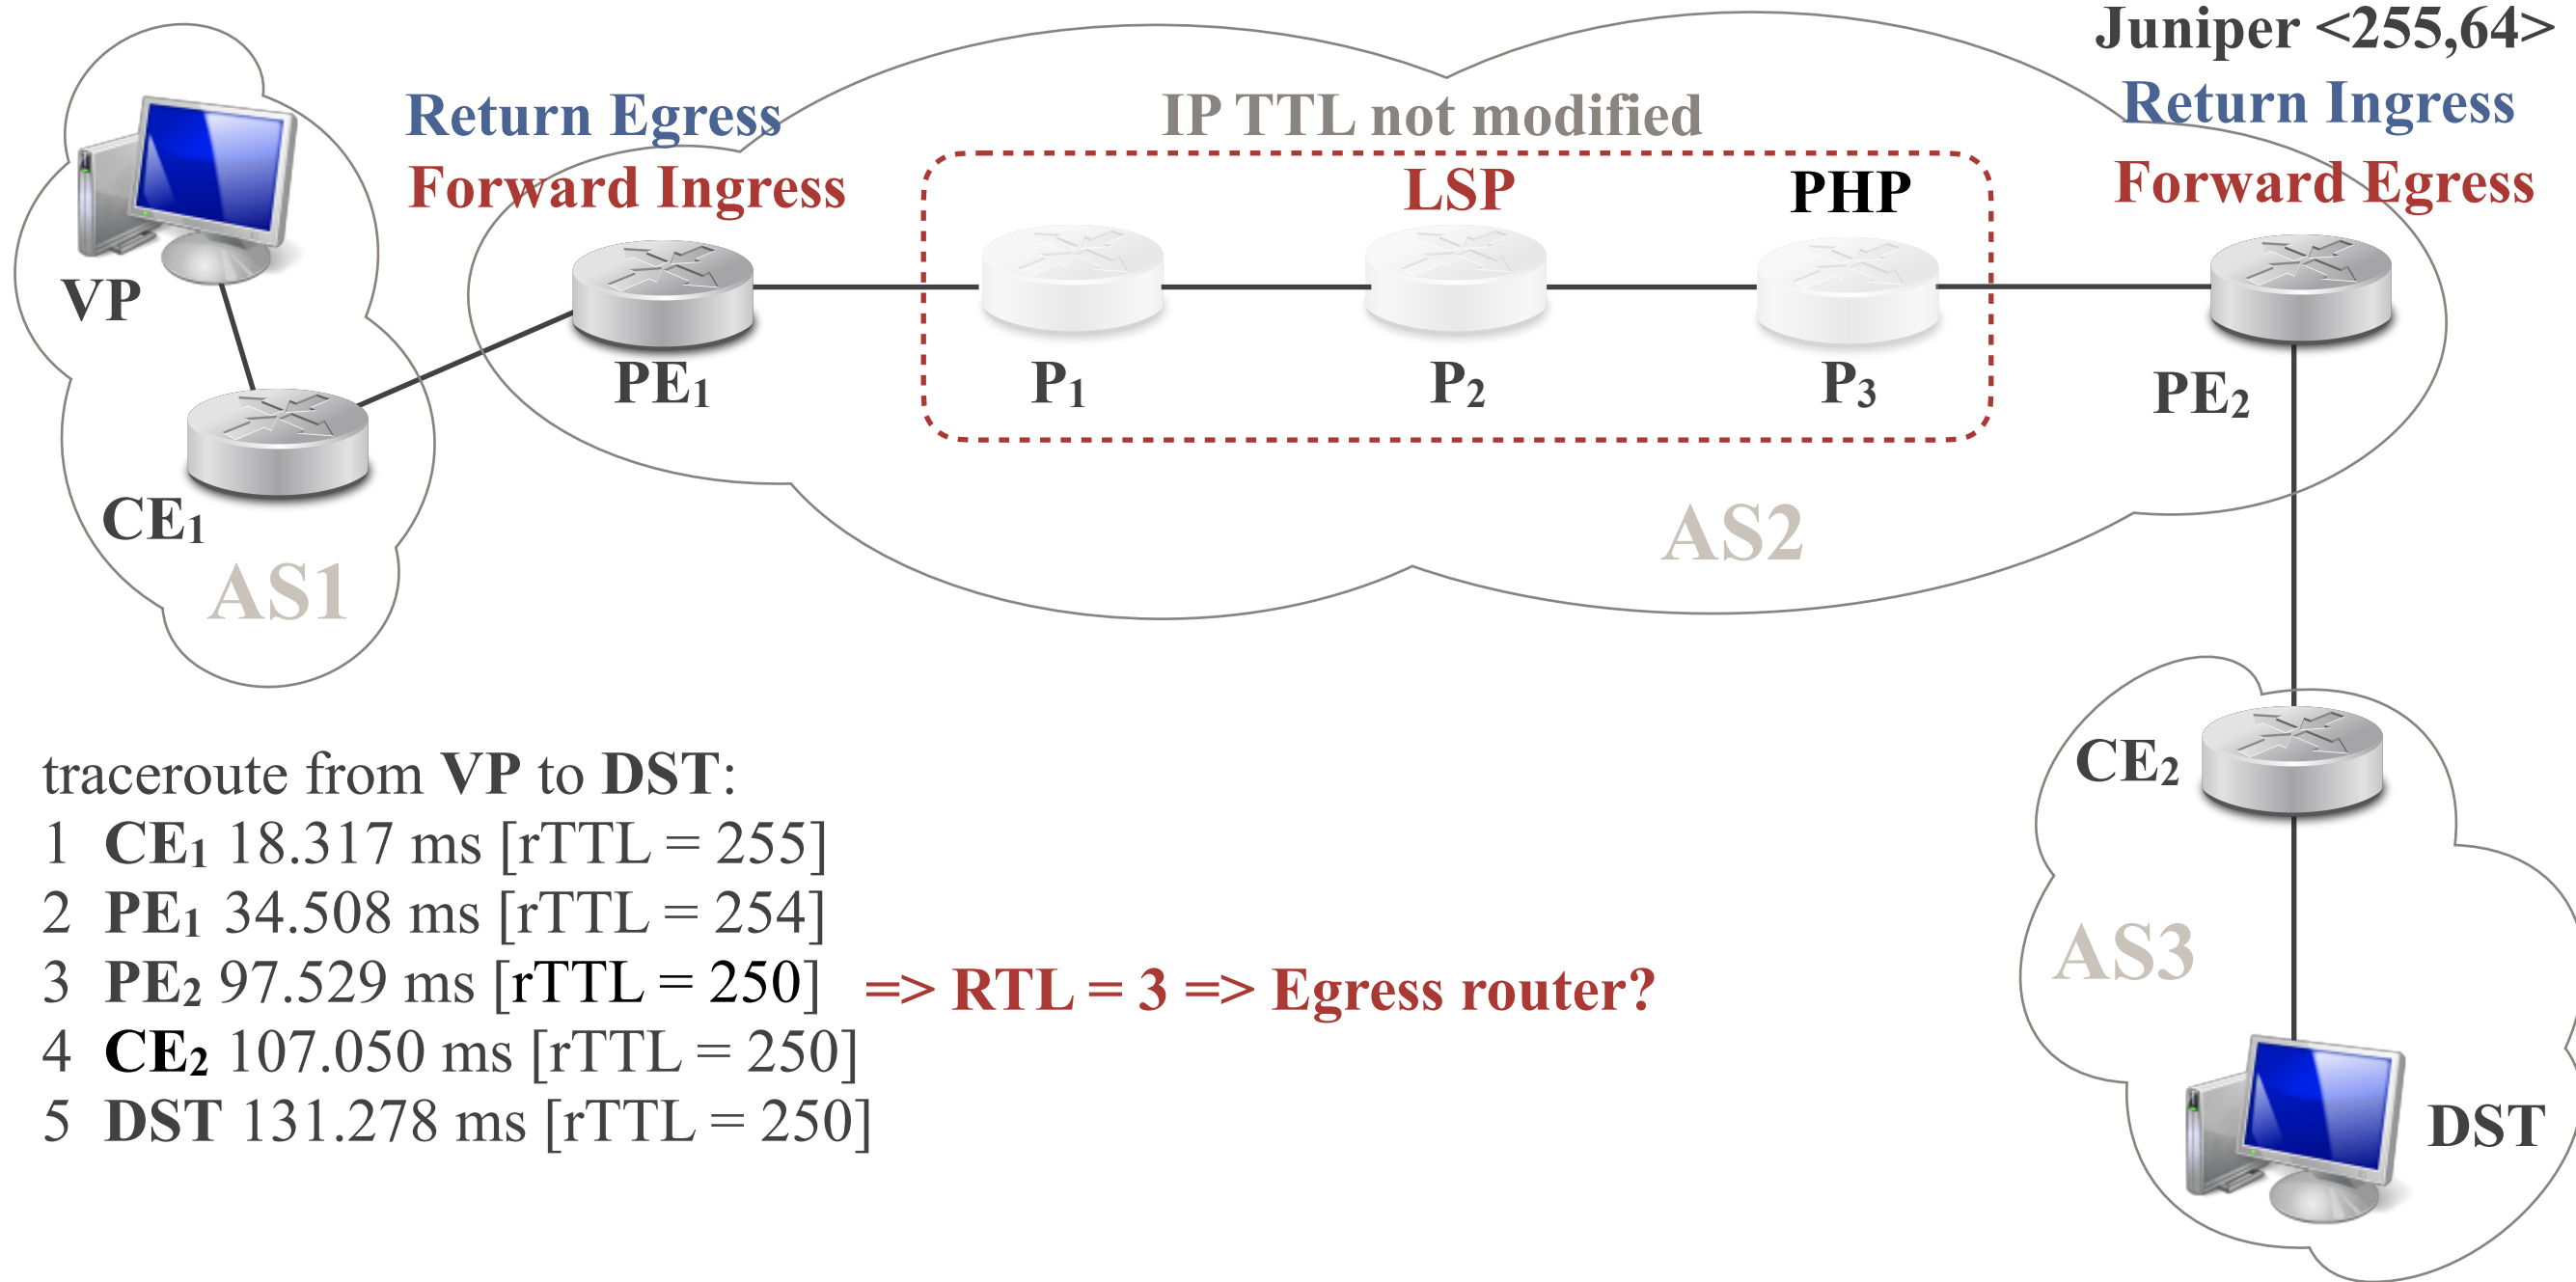 Juniper <255,64>
Return Egress
IP TTL not modified
Return Ingress
Forward Ingress
LSP
PHP
Forward Egress
VP
PE₁
P₁
P₂
P₃
PE₂
CE₁
AS2
AS1
CE₂
traceroute from VP to DST:
1 CE₁ 18.317 ms [rTTL = 255]
2 PE₁ 34.508 ms [rTTL = 254]
3 PE₂ 97.529 ms [rTTL = 250] => RTL = 3 => Egress router?
AS3
4 CE₂ 107.050 ms [rTTL = 250]
5 DST 131.278 ms [rTTL = 250]
DST